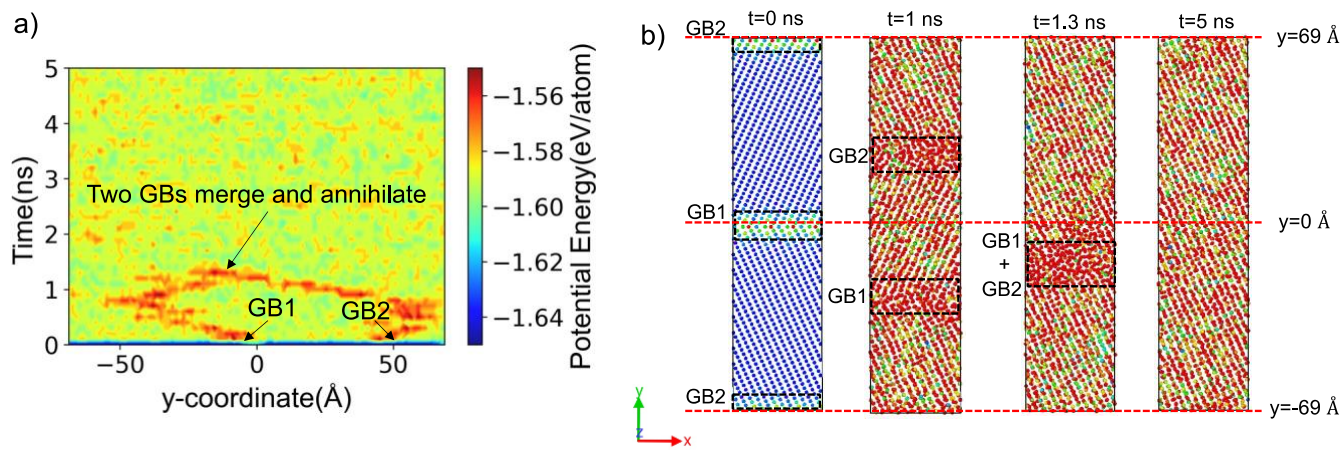 a)
5
4
3
2
1
0
Time(ns)
Two GBs merge and annihilate
GB1
GB2
−50
0
50
y-coordinate(Å)
−1.56
−1.58
−1.60
−1.62
−1.64
Potential Energy(eV/atom)
b)
t=0 ns
t=1 ns
t=1.3 ns
t=5 ns
GB2
y=69 Å
GB2
GB1
y=0 Å
GB1
+
GB2
GB1
GB2
y=-69 Å
y
z
x